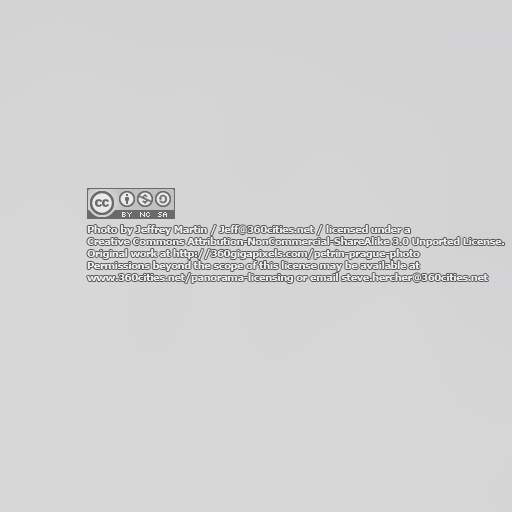 cc
BY NC SA
Photo by Jeffrey Martin / Jeff@360cities.net / licensed under a
Creative Commons Attribution-NonCommercial-ShareAlike 3.0 Unported License.
Original work at http://360gigapixels.com/petrin-prague-photo
Permissions beyond the scope of this license may be available at
www.360cities.net/panorama-licensing or email steve.hercher@360cities.net